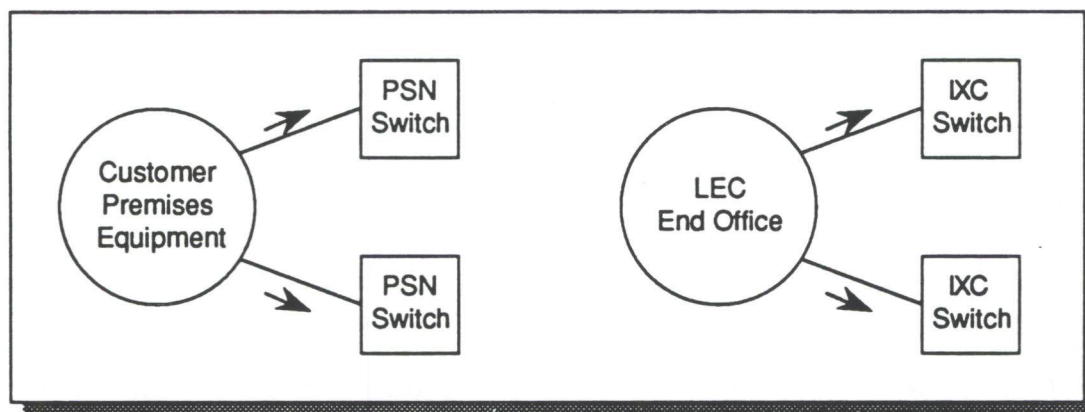 PSN
Switch
Customer
Premises
Equipment
PSN
Switch
IXC
Switch
LEC
End Office
IXC
Switch